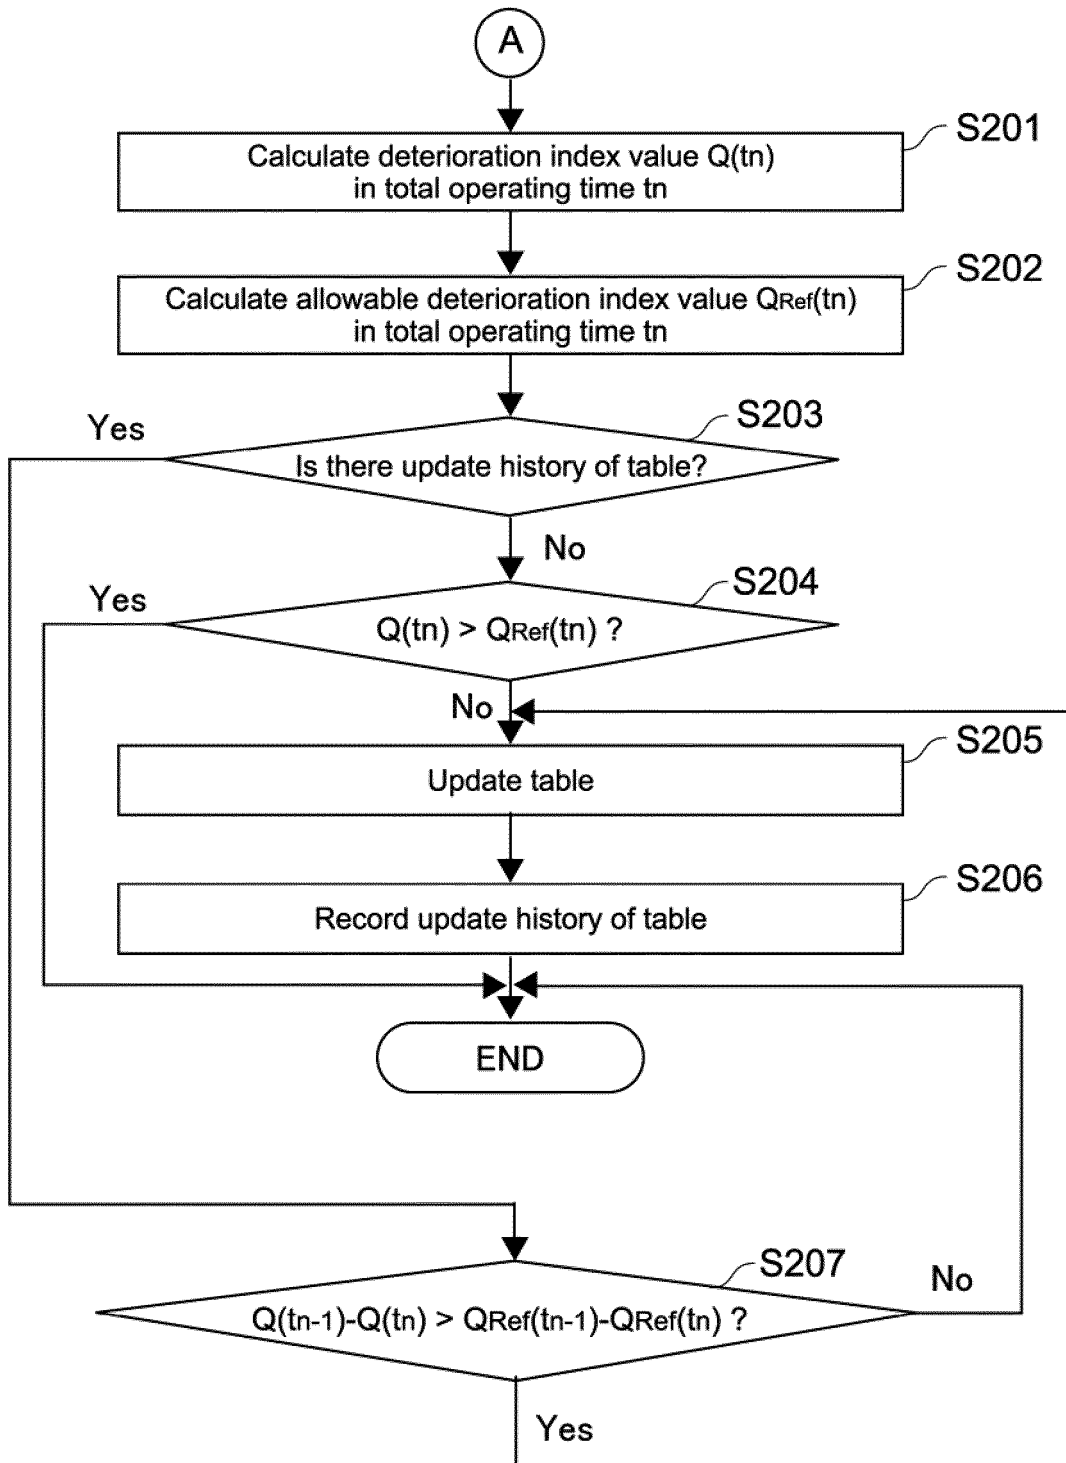 A
S201
Calculate deterioration index value Q(tn)
in total operating time tn
S202
Calculate allowable deterioration index value QRef(tn)
in total operating time tn
S203
Yes
Is there update history of table?
No
S204
Yes
Q(tn) > QRef(tn) ?
No
S205
Update table
S206
Record update history of table
END
S207
No
Q(tn-1)-Q(tn) > QRef(tn-1)-QRef(tn) ?
Yes